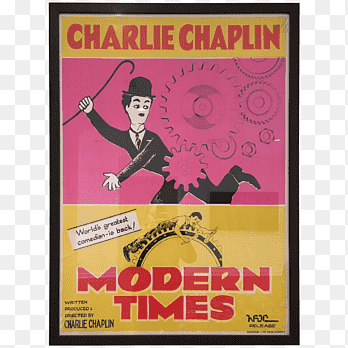 CHARLIE CHAPLIN
World's greatest
comedian-is back!
MODERN
TIMES
WRITTEN
PRODUCED &
DIRECTED BY
CHARLIE CHAPLIN
RELEASE